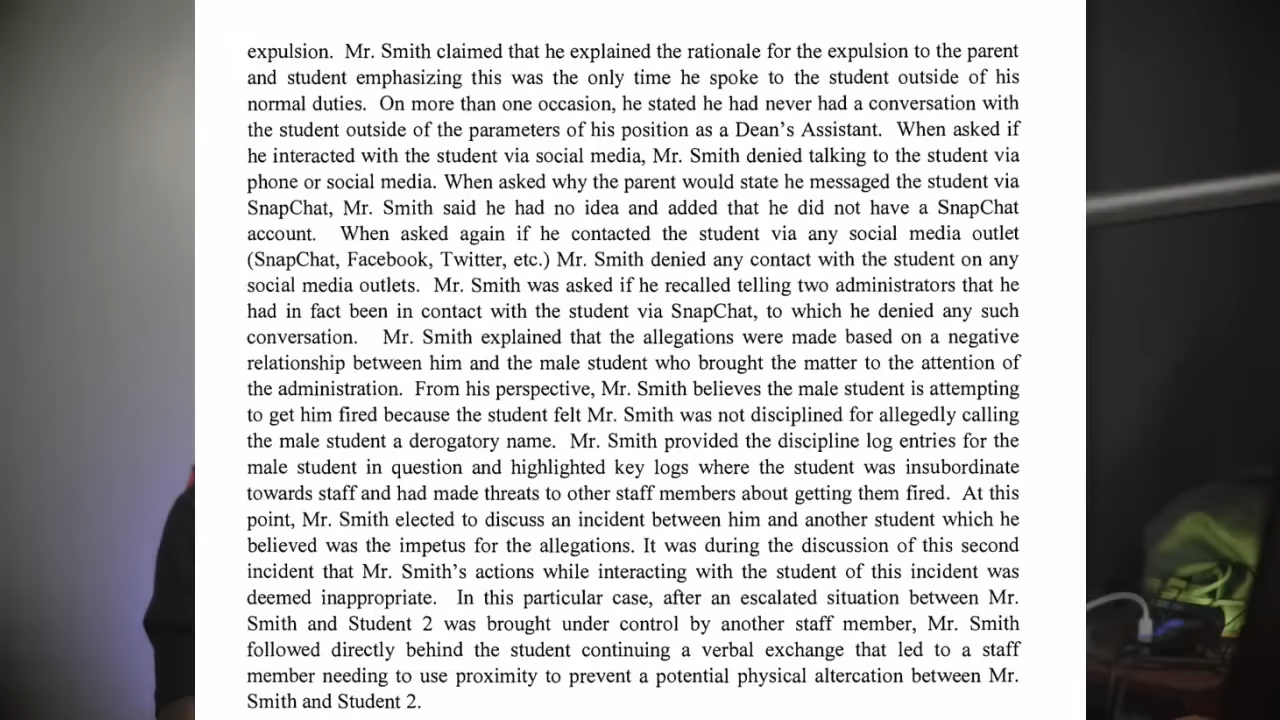 expulsion. Mr. Smith claimed that he explained the rationale for the expulsion to the parent
and student emphasizing this was the only time he spoke to the student outside of his
normal duties. On more than one occasion, he stated he had never had a conversation with
the student outside of the parameters of his position as a Dean's Assistant. When asked if
he interacted with the student via social media, Mr. Smith denied talking to the student via
phone or social media. When asked why the parent would state he messaged the student via
SnapChat, Mr. Smith said he had no idea and added that he did not have a SnapChat
account. When asked again if he contacted the student via any social media outlet
(SnapChat, Facebook, Twitter, etc.) Mr. Smith denied any contact with the student on any
social media outlets. Mr. Smith was asked if he recalled telling two administrators that he
had in fact been in contact with the student via SnapChat, to which he denied any such
conversation. Mr. Smith explained that the allegations were made based on a negative
relationship between him and the male student who brought the matter to the attention of
the administration. From his perspective, Mr. Smith believes the male student is attempting
to get him fired because the student felt Mr. Smith was not disciplined for allegedly calling
the male student a derogatory name. Mr. Smith provided the discipline log entries for the
male student in question and highlighted key logs where the student was insubordinate
towards staff and had made threats to other staff members about getting them fired. At this
point, Mr. Smith elected to discuss an incident between him and another student which he
believed was the impetus for the allegations. It was during the discussion of this second
incident that Mr. Smith's actions while interacting with the student of this incident was
deemed inappropriate. In this particular case, after an escalated situation between Mr.
Smith and Student 2 was brought under control by another staff member, Mr. Smith
followed directly behind the student continuing a verbal exchange that led to a staff
member needing to use proximity to prevent a potential physical altercation between Mr.
Smith and Student 2.